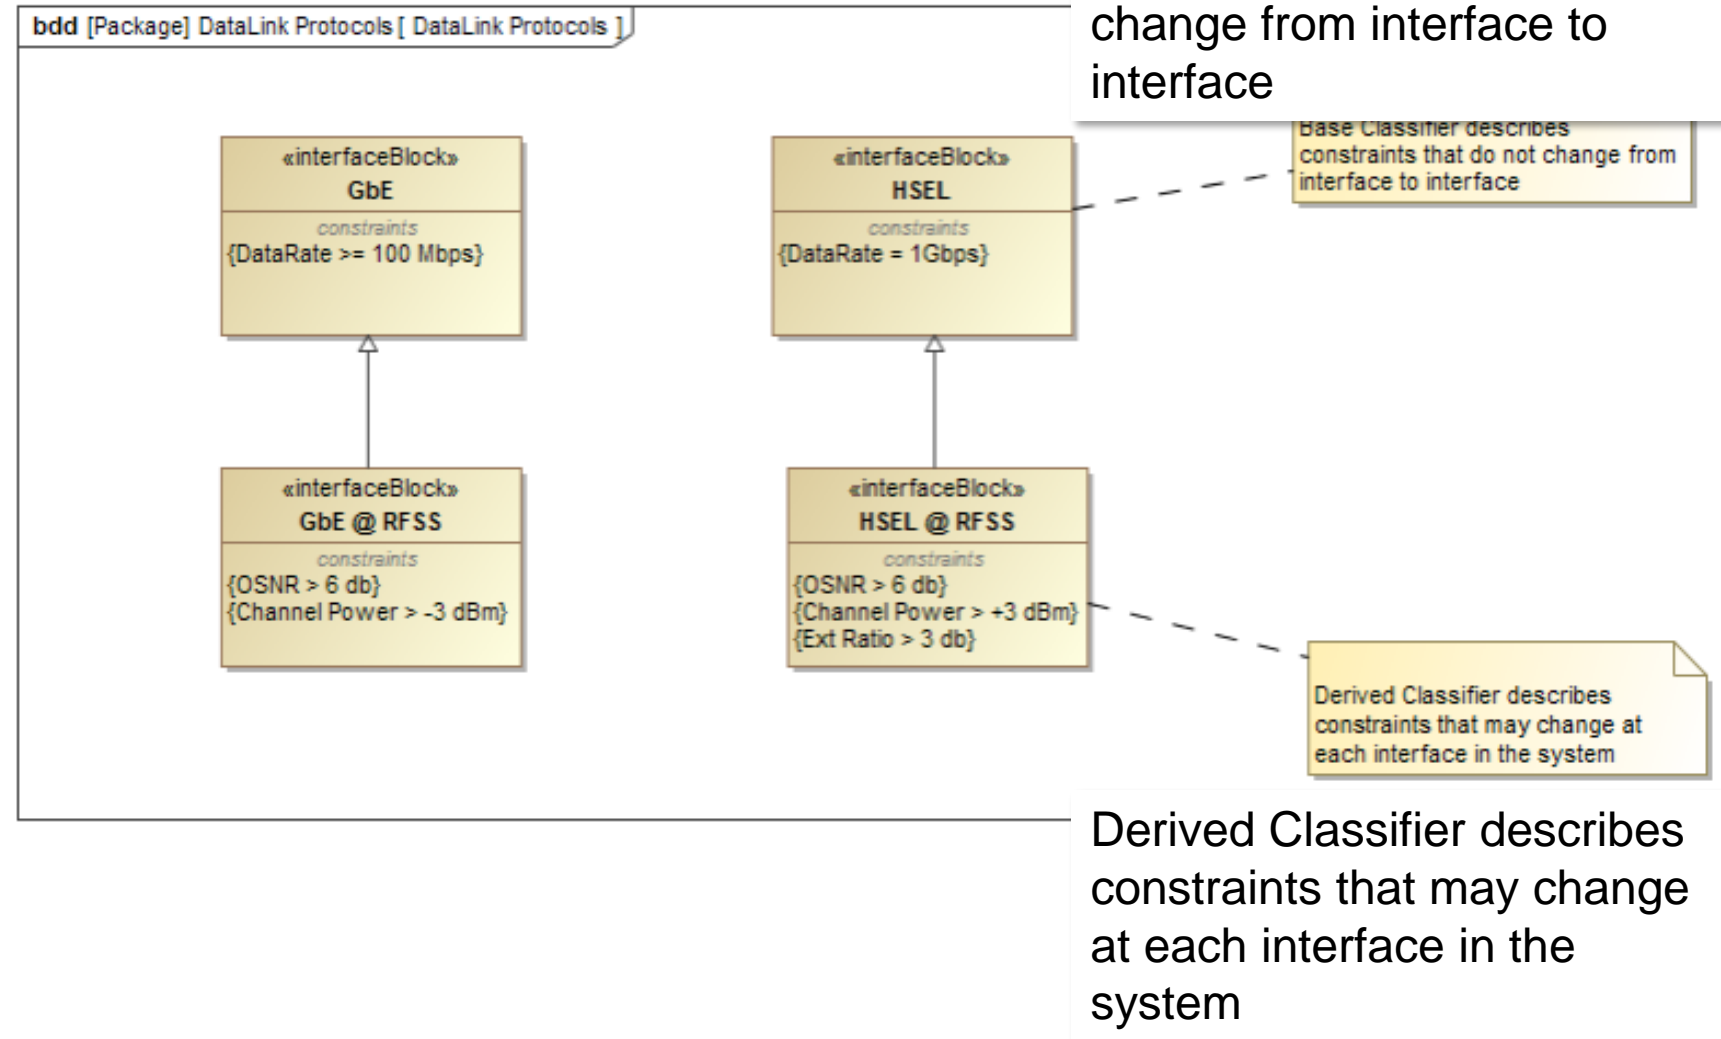 bdd [Package] DataLink Protocols [ DataLink Protocols ]
change from interface to
interface
«interfaceBlock»
GbE
constraints
{DataRate >= 100 Mbps}
«interfaceBlock»
HSEL
constraints
{DataRate = 1Gbps}
Base Classifier describes
constraints that do not change from
interface to interface
«interfaceBlock»
GbE @ RFSS
constraints
{OSNR > 6 db}
{Channel Power > -3 dBm}
«interfaceBlock»
HSEL @ RFSS
constraints
{OSNR > 6 db}
{Channel Power > +3 dBm}
{Ext Ratio > 3 db}
Derived Classifier describes
constraints that may change at
each interface in the system
Derived Classifier describes
constraints that may change
at each interface in the
system